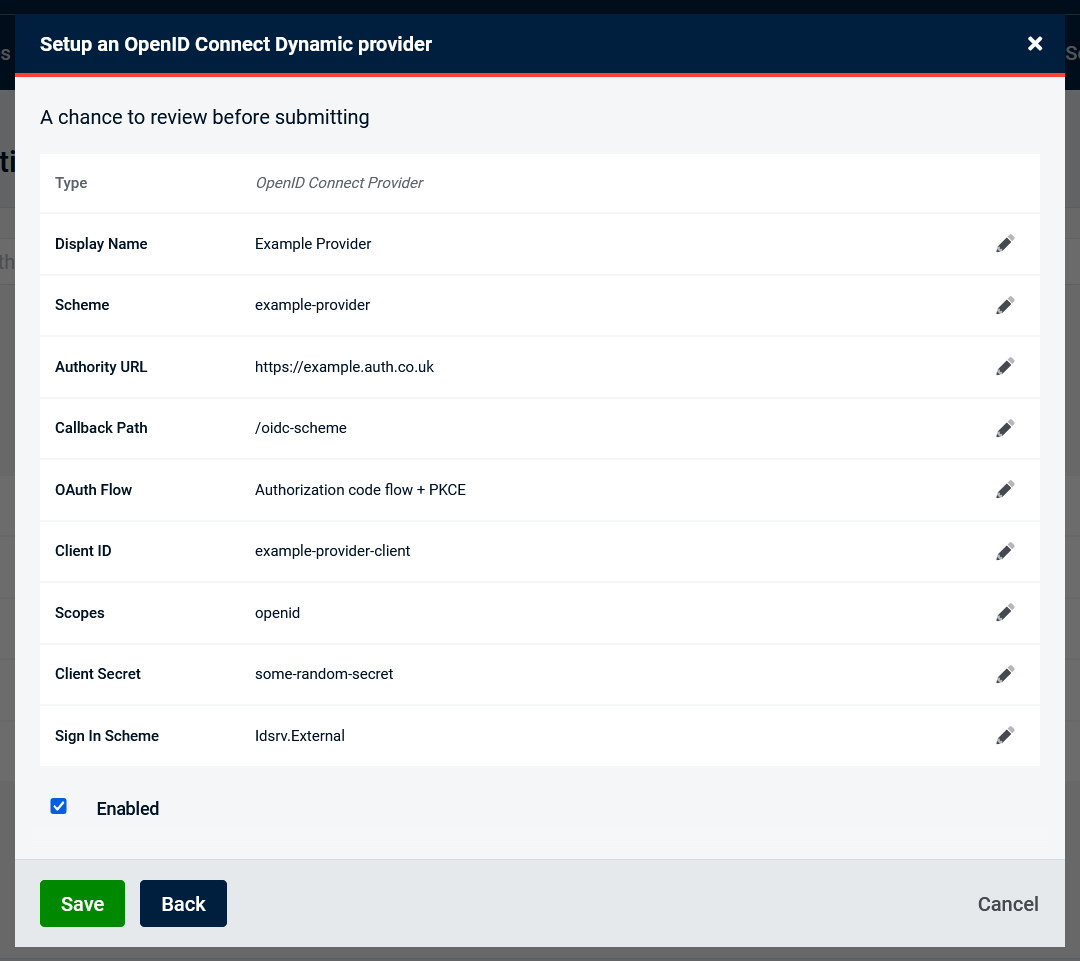 Setup an OpenID Connect Dynamic provider
A chance to review before submitting
Type OpenID Connect Provider
Display Name Example Provider
Scheme example-provider
Authority URL https://example.auth.co.uk
Callback Path /oidc-scheme
OAuth Flow Authorization code flow + PKCE
Client ID example-provider-client
Scopes openid
Client Secret some-random-secret
Sign In Scheme Idsrv.External
Enabled
Save Back Cancel